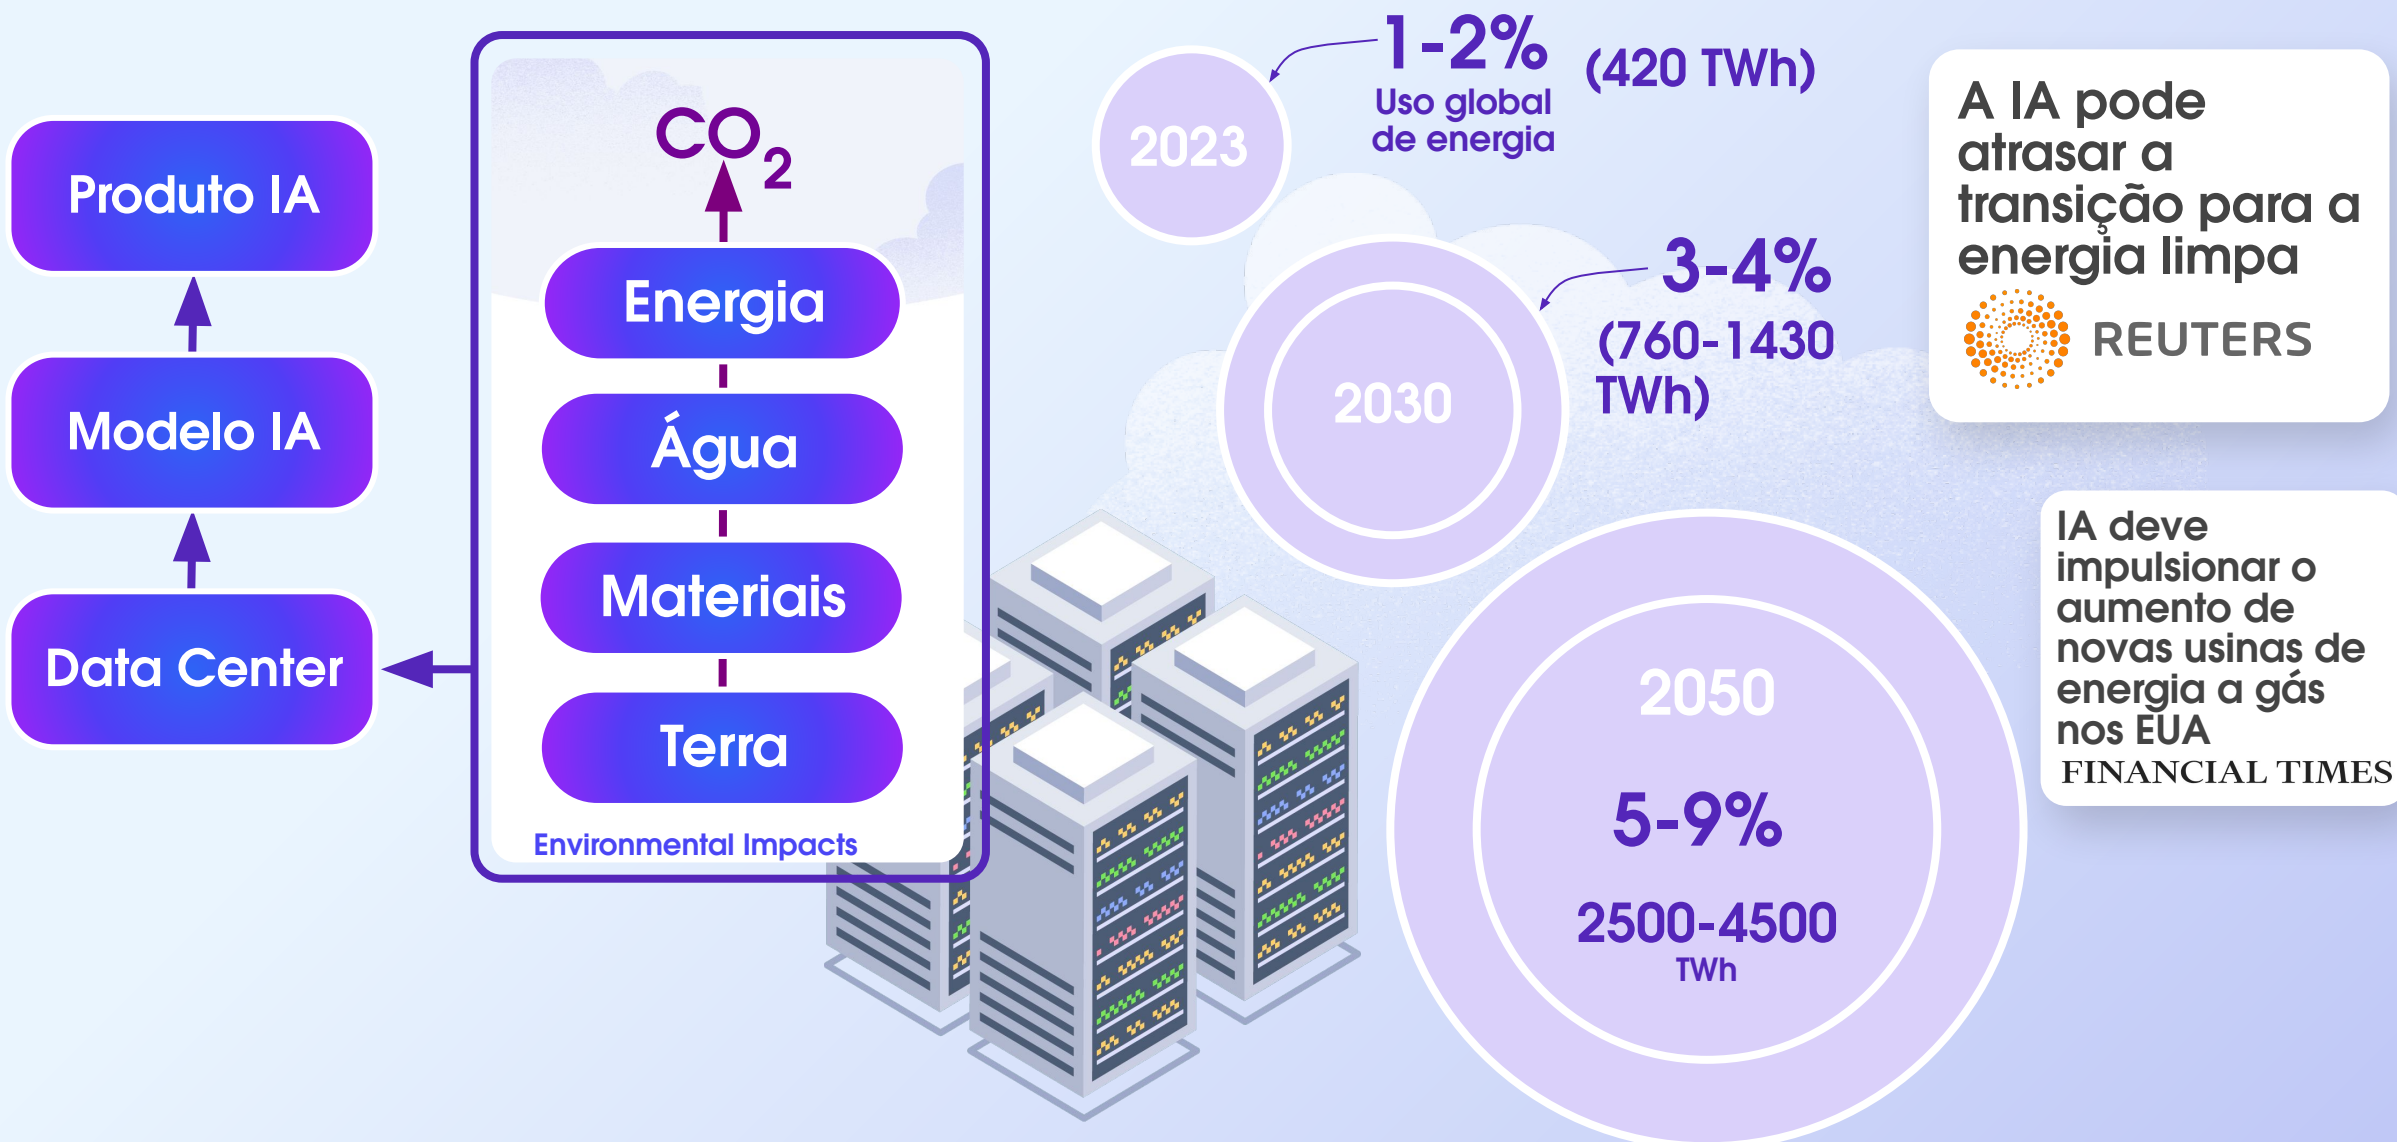 Produto IA
Modelo IA
Data Center
CO2
Energia
Água
Materiais
Terra
Environmental Impacts
2023
1-2%
(420 TWh)
Uso global
de energia
2030
3-4%
(760-1430
TWh)
2050
5-9%
2500-4500
TWh
A IA pode
atrasar a
transição para a
energia limpa
REUTERS
IA deve
impulsionar o
aumento de
novas usinas de
energia a gás
nos EUA
FINANCIAL TIMES